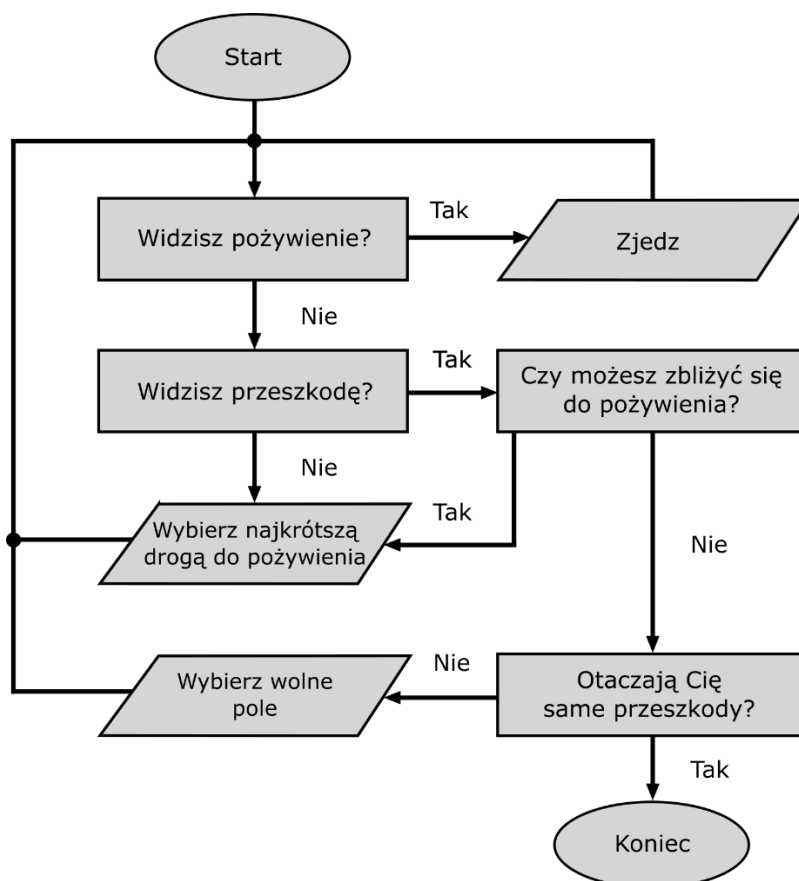 Start
Widzisz pożywienie?
Tak
Zjedz
Nie
Widzisz przeszkodę?
Tak
Czy możesz zbliżyć się
do pożywienia?
Nie
Wybierz najkrótszą
drogą do pożywienia
Tak
Nie
Wybierz wolne
pole
Nie
Otaczają Cię
same przeszkody?
Tak
Koniec